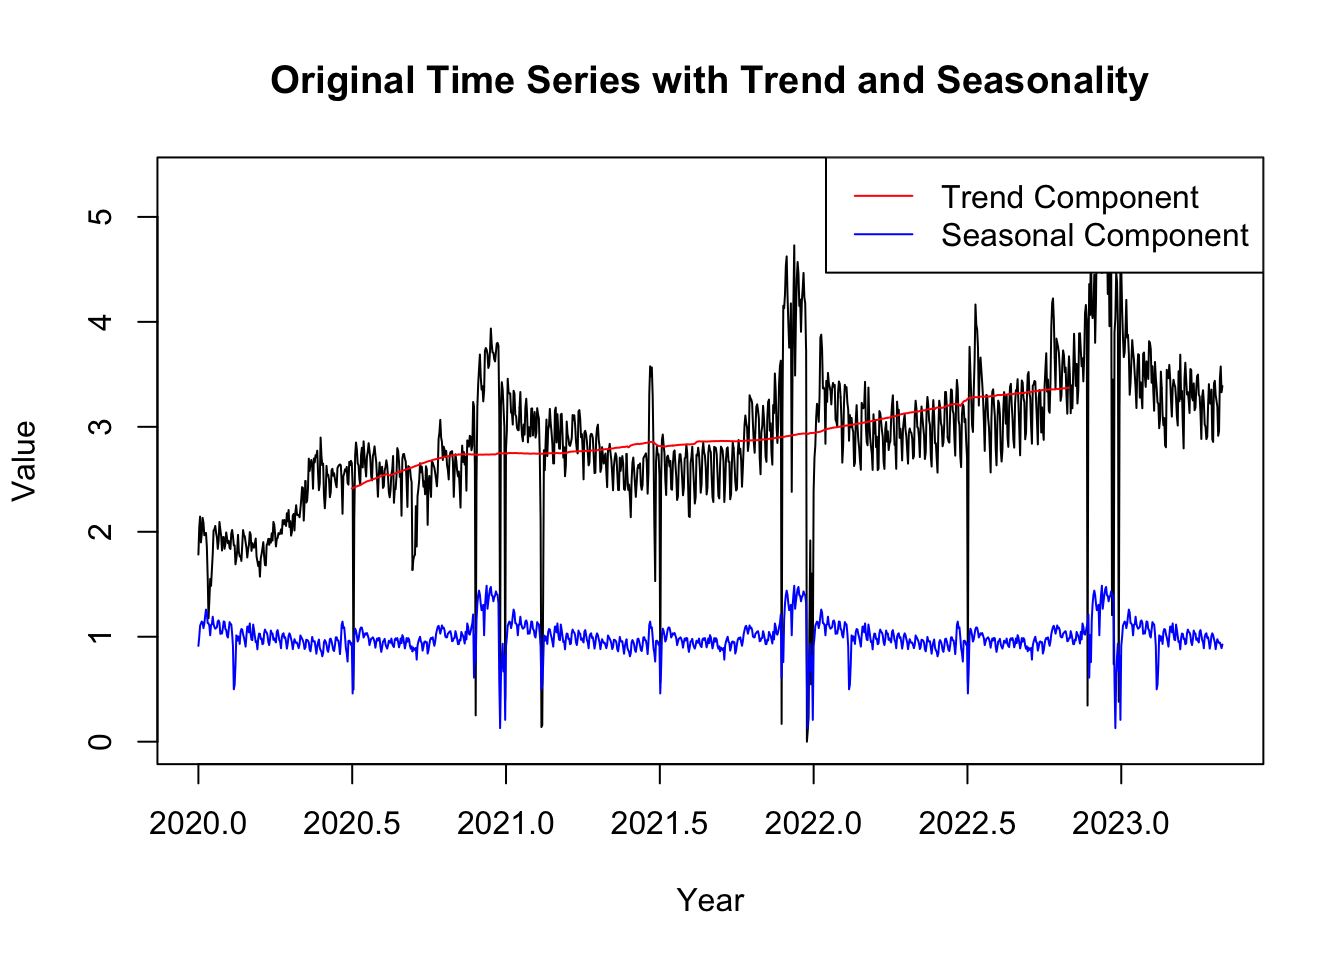 Original Time Series with Trend and Seasonality
Trend Component
Seasonal Component
Value
5
4
3
2
1
0
2020.0 2020.5 2021.0 2021.5 2022.0 2022.5 2023.0
Year